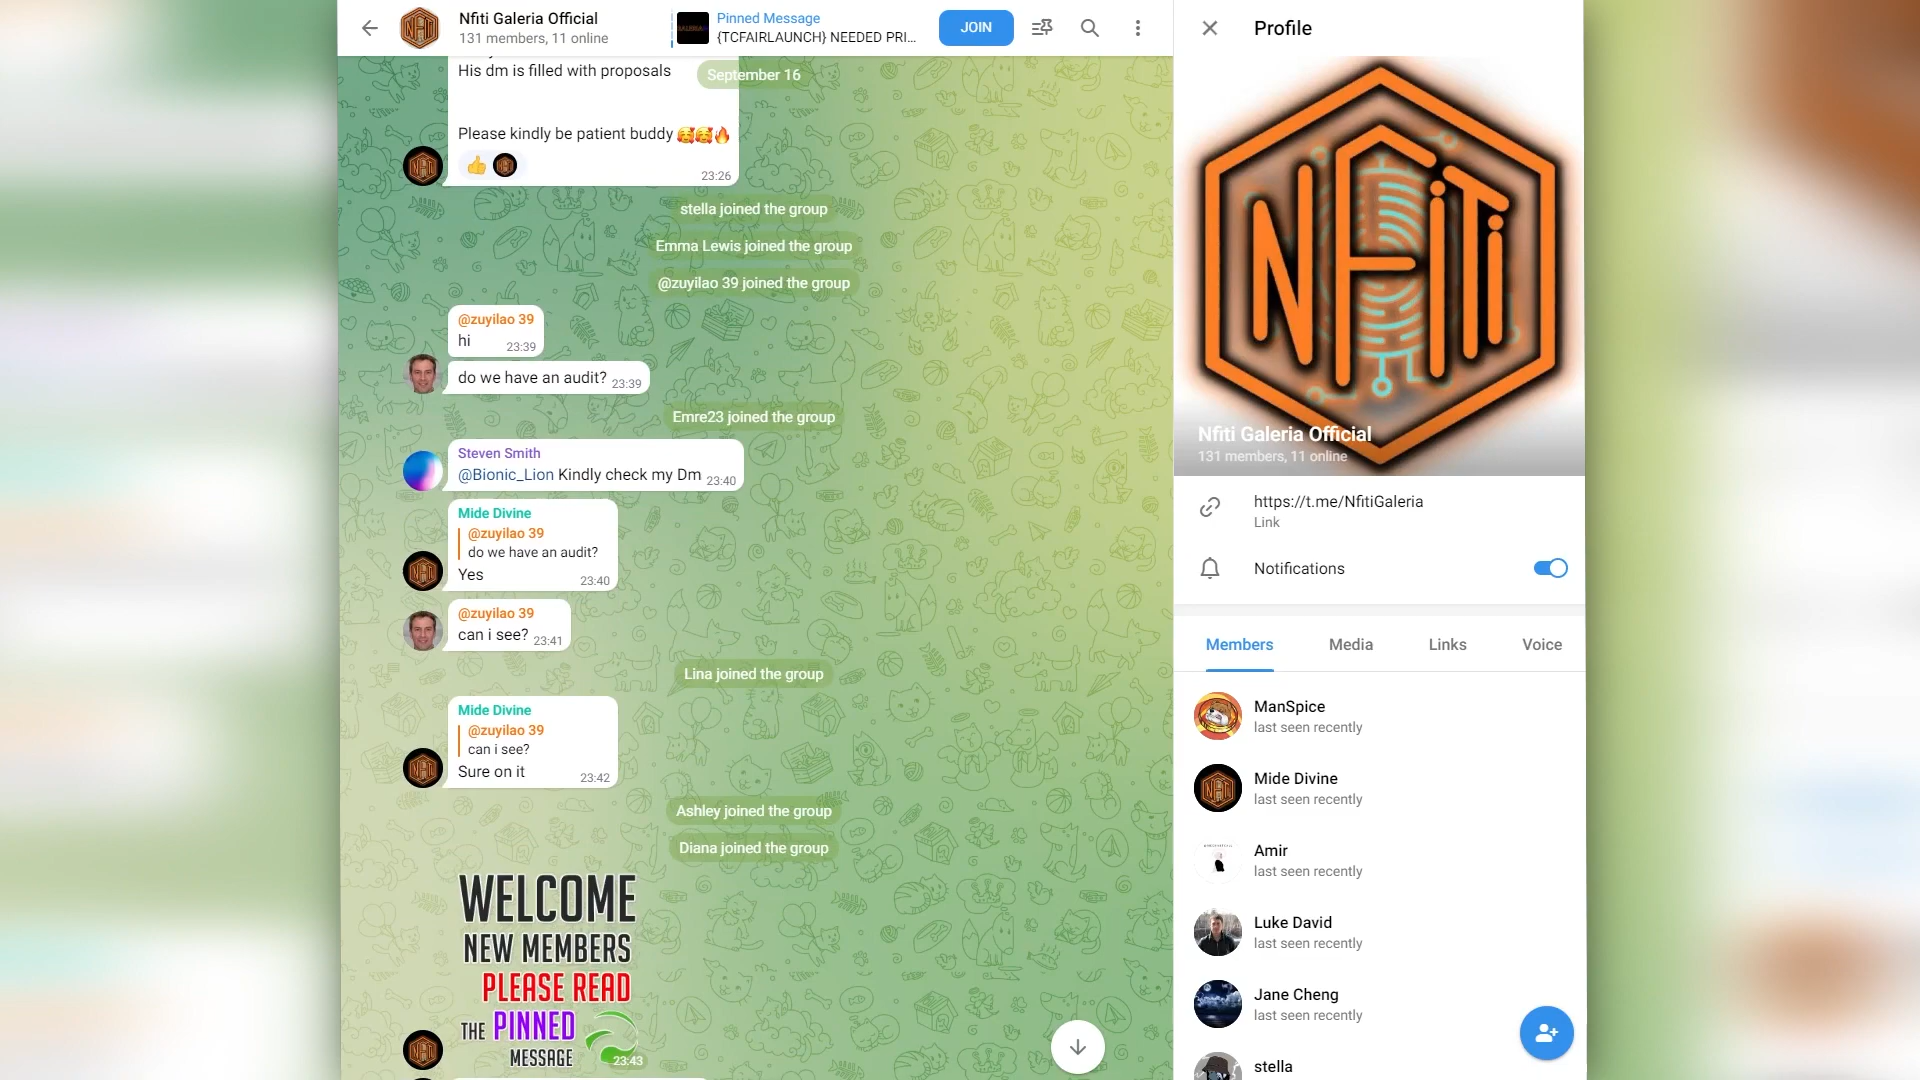 Nfiti Galeria Official
131 members, 11 online
Pinned Message
{TCFAIRLAUNCH} NEEDED PRI...
JOIN
His dm is filled with proposals
September 16
Please kindly be patient buddy 🥰🥰🔥
👍
23:26
stella joined the group
Emma Lewis joined the group
@zuyilao 39 joined the group
@zuyilao 39
hi 23:39
do we have an audit? 23:39
Emre23 joined the group
Steven Smith
@Bionic_Lion Kindly check my Dm 23:40
Mide Divine
@zuyilao 39
do we have an audit?
Yes 23:40
@zuyilao 39
can i see? 23:41
Lina joined the group
Mide Divine
@zuyilao 39
can i see?
Sure on it 23:42
Ashley joined the group
Diana joined the group
WELCOME
NEW MEMBERS
PLEASE READ
THE PINNED
MESSAGE
23:43
Profile
NFiTi
Nfiti Galeria Official
131 members, 11 online
https://t.me/NfitiGaleria
Link
Notifications
Members Media Links Voice
ManSpice
last seen recently
Mide Divine
last seen recently
Amir
last seen recently
Luke David
last seen recently
Jane Cheng
last seen recently
stella